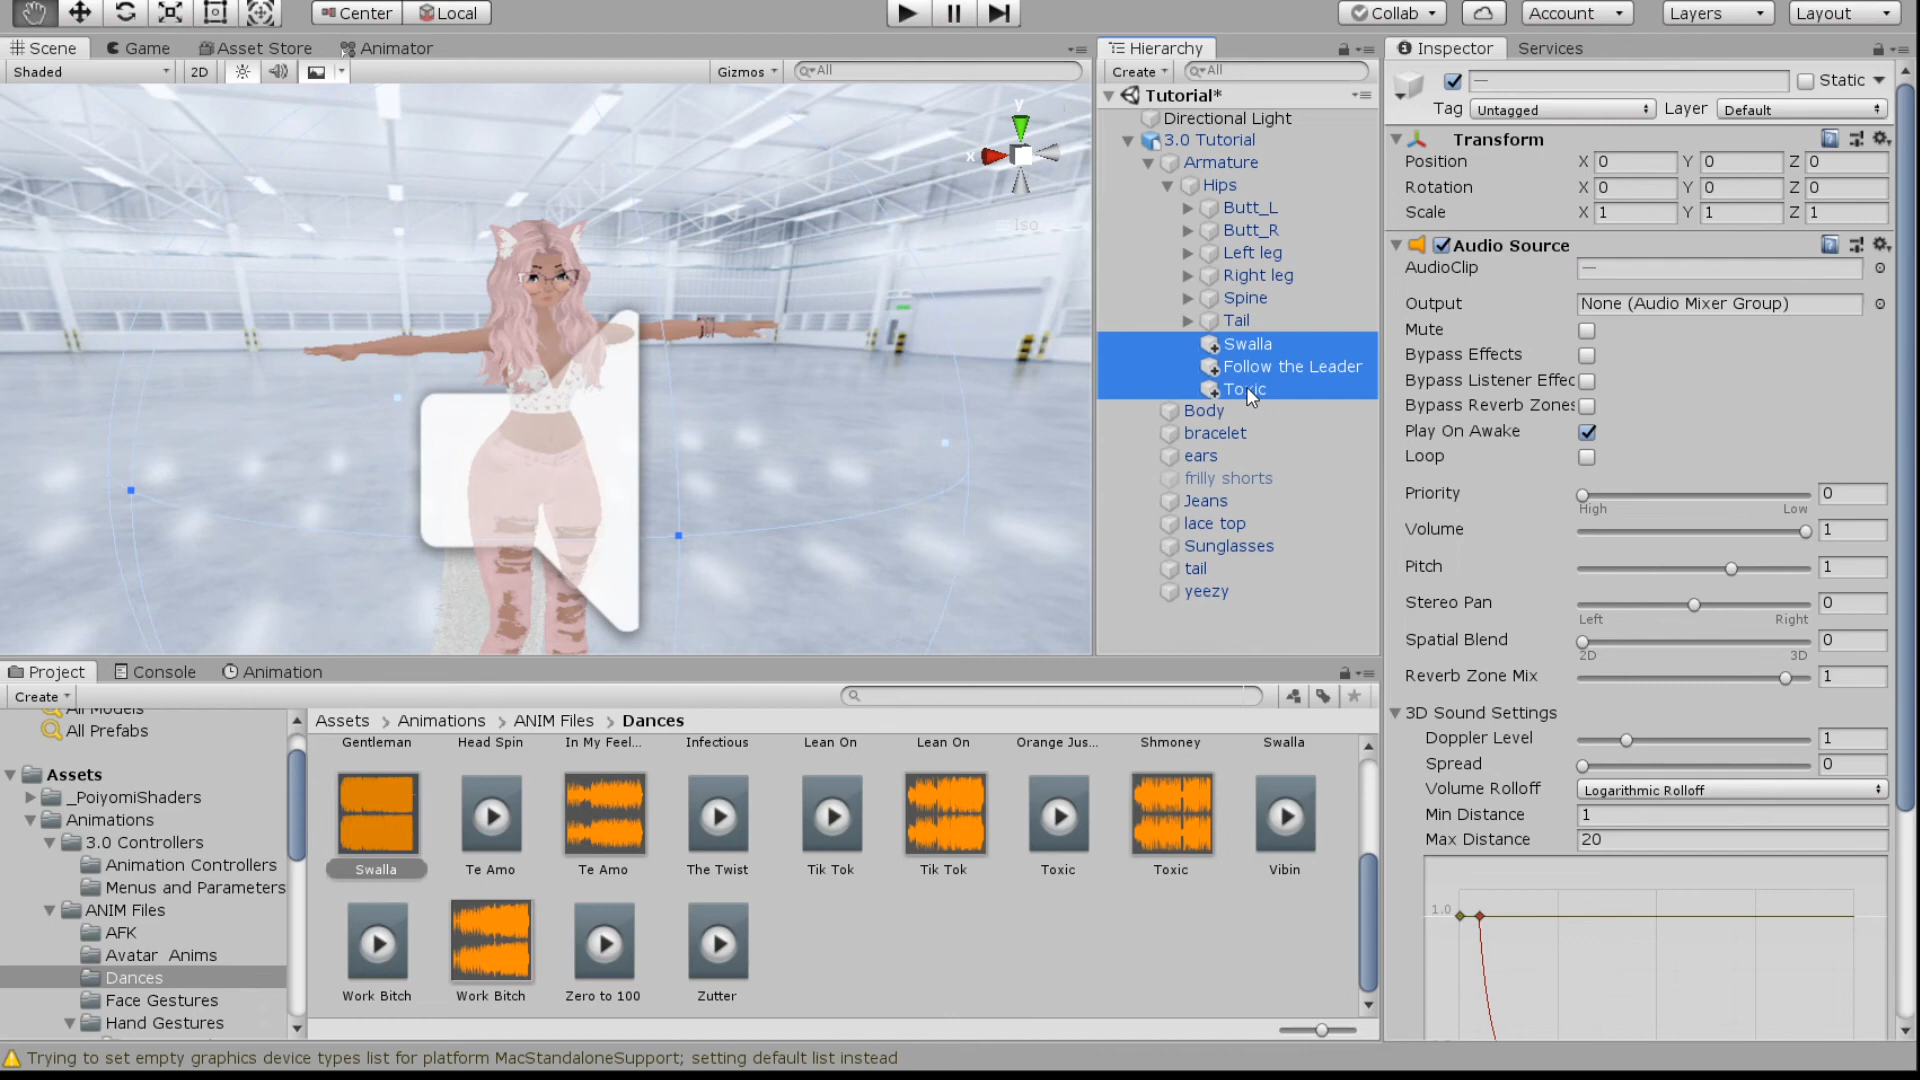 Center Local Collab Account Layers Layout
Scene Game Asset Store Animator
Shaded 2D Gizmos All
y
x
Iso
Hierarchy
Create All
Tutorial*
Directional Light
3.0 Tutorial
Armature
Hips
Butt_L
Butt_R
Left leg
Right leg
Spine
Tail
Swalla
Follow the Leader
Toxic
Body
bracelet
ears
frilly shorts
Jeans
lace top
Sunglasses
tail
yeezy
Inspector Services
— Static
Tag Untagged Layer Default
Transform
Position X 0 Y 0 Z 0
Rotation X 0 Y 0 Z 0
Scale X 1 Y 1 Z 1
Audio Source
AudioClip —
Output None (Audio Mixer Group)
Mute
Bypass Effects
Bypass Listener Effec
Bypass Reverb Zones
Play On Awake
Loop
Priority 0
High Low
Volume 1
Pitch 1
Stereo Pan 0
Left Right
Spatial Blend 0
2D 3D
Reverb Zone Mix 1
3D Sound Settings
Doppler Level 1
Spread 0
Volume Rolloff Logarithmic Rolloff
Min Distance 1
Max Distance 20
1.0
Project Console Animation
Create
All Models
All Prefabs
Assets
_PoiyomiShaders
Animations
3.0 Controllers
Animation Controllers
Menus and Parameters
ANIM Files
AFK
Avatar Anims
Dances
Face Gestures
Hand Gestures
Assets > Animations > ANIM Files > Dances
Gentleman Head Spin In My Feel... Infectious Lean On Lean On Orange Jus... Shmoney Swalla
Swalla Te Amo Te Amo The Twist Tik Tok Tik Tok Toxic Toxic Vibin
Work Bitch Work Bitch Zero to 100 Zutter
Trying to set empty graphics device types list for platform MacStandaloneSupport; setting default list instead